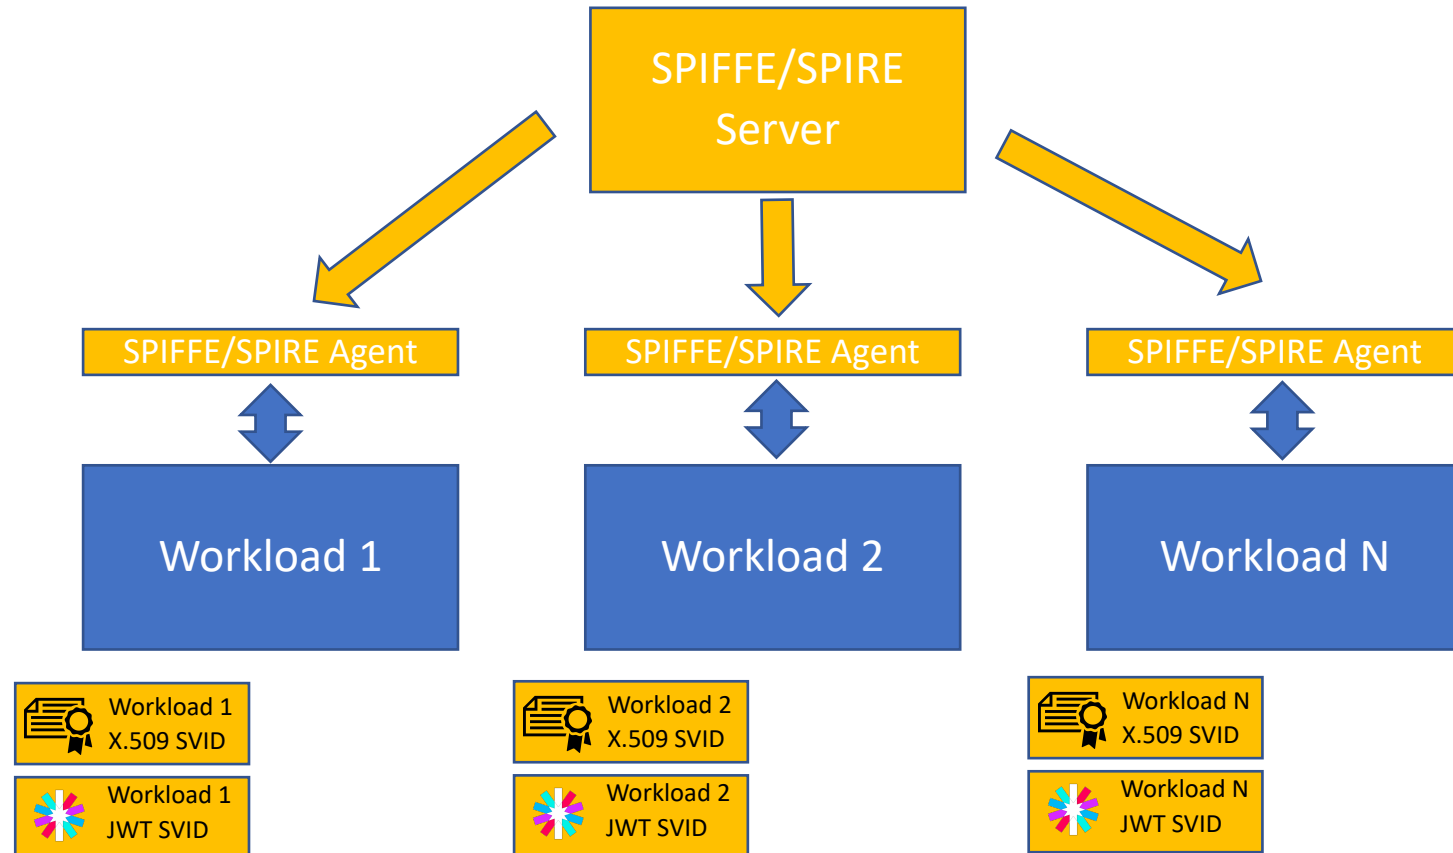 SPIFFE/SPIRE
Server
SPIFFE/SPIRE Agent
SPIFFE/SPIRE Agent
SPIFFE/SPIRE Agent
Workload 1
Workload 2
Workload N
Workload 1
X.509 SVID
Workload 2
X.509 SVID
Workload N
X.509 SVID
Workload 1
JWT SVID
Workload 2
JWT SVID
Workload N
JWT SVID